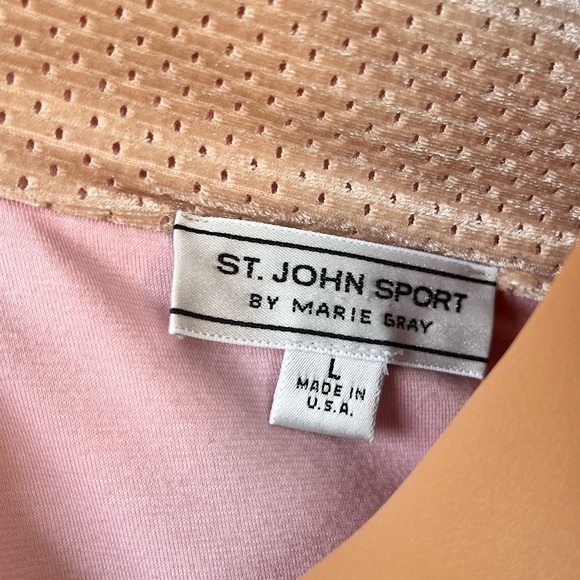 ST. JOHN SPORT
BY MARIE GRAY
L
MADE IN
U.S.A.